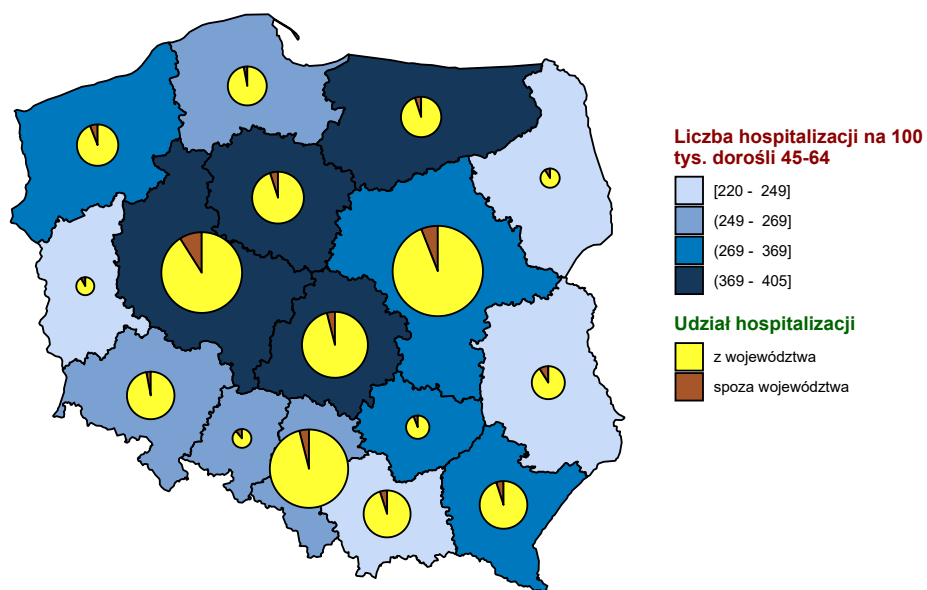 Liczba hospitalizacji na 100
tys. dorośli 45-64
[220 - 249]
(249 - 269]
(269 - 369]
(369 - 405]
Udział hospitalizacji
z województwa
spoza województwa